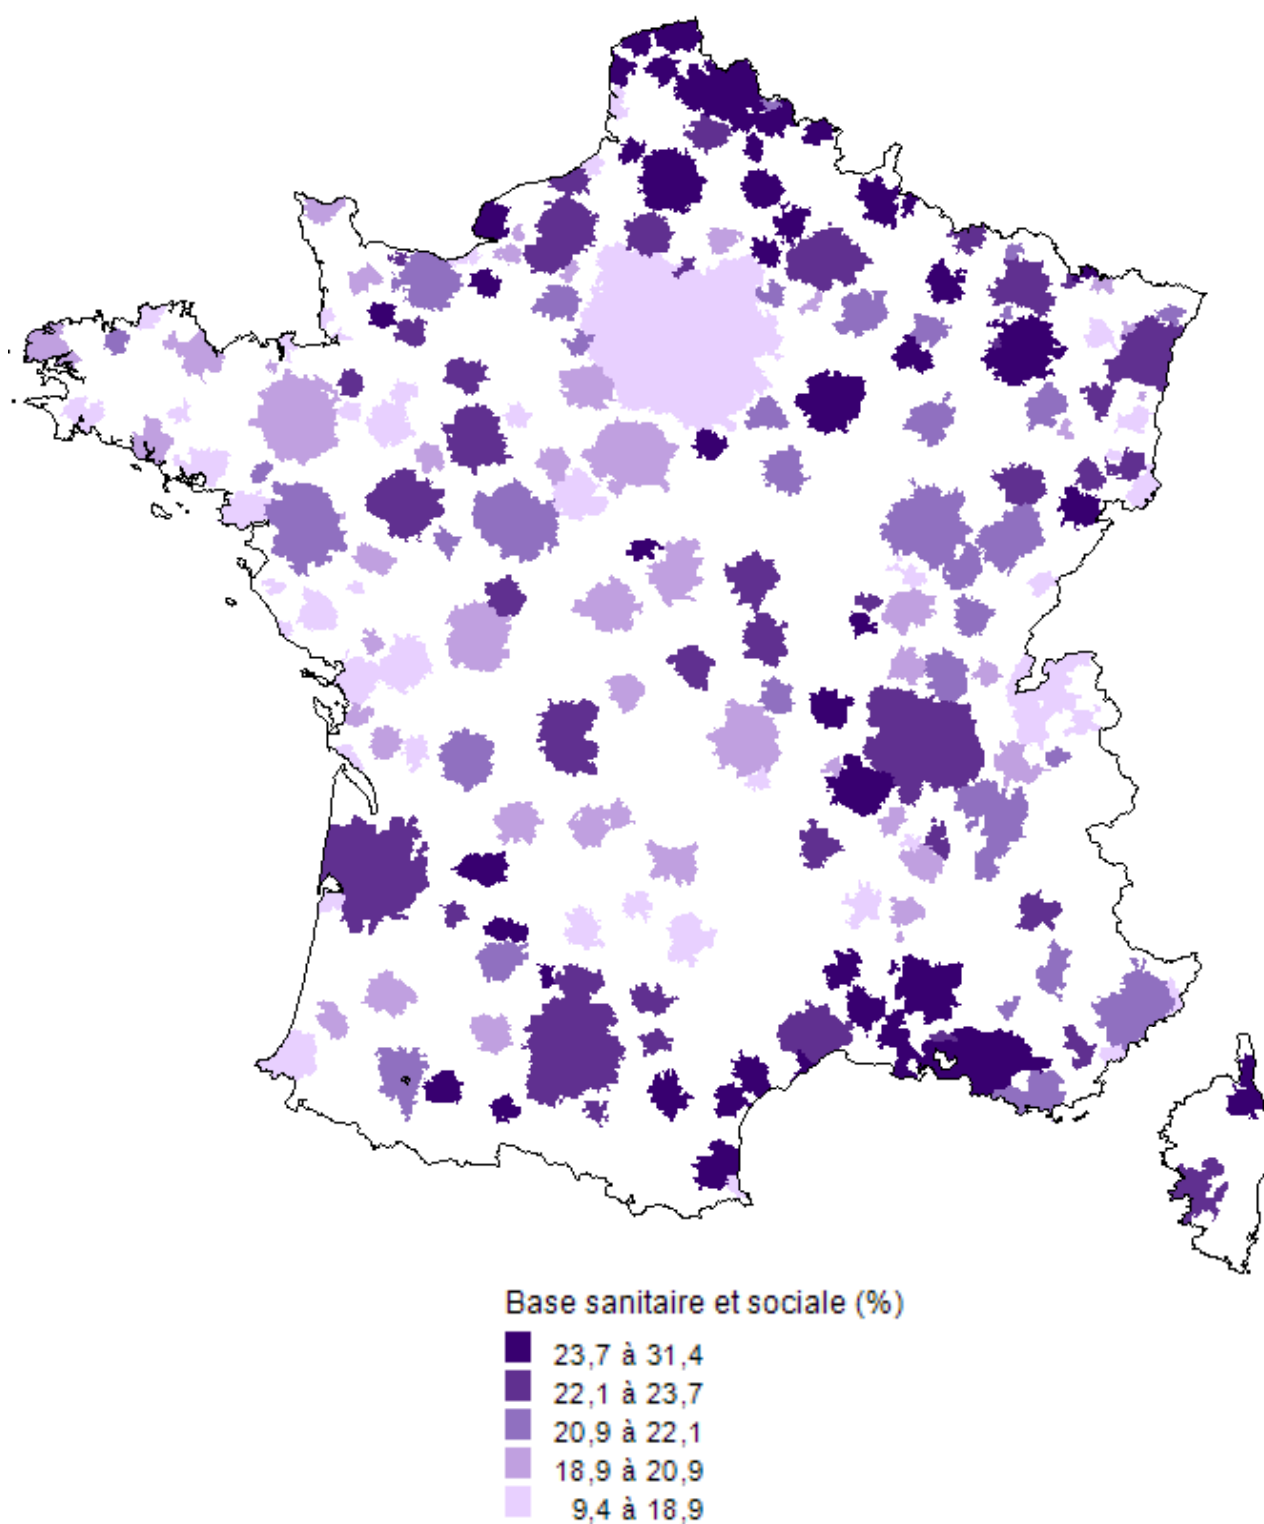 Base sanitaire et sociale (%)
23,7 à 31,4
22,1 à 23,7
20,9 à 22,1
18,9 à 20,9
9,4 à 18,9